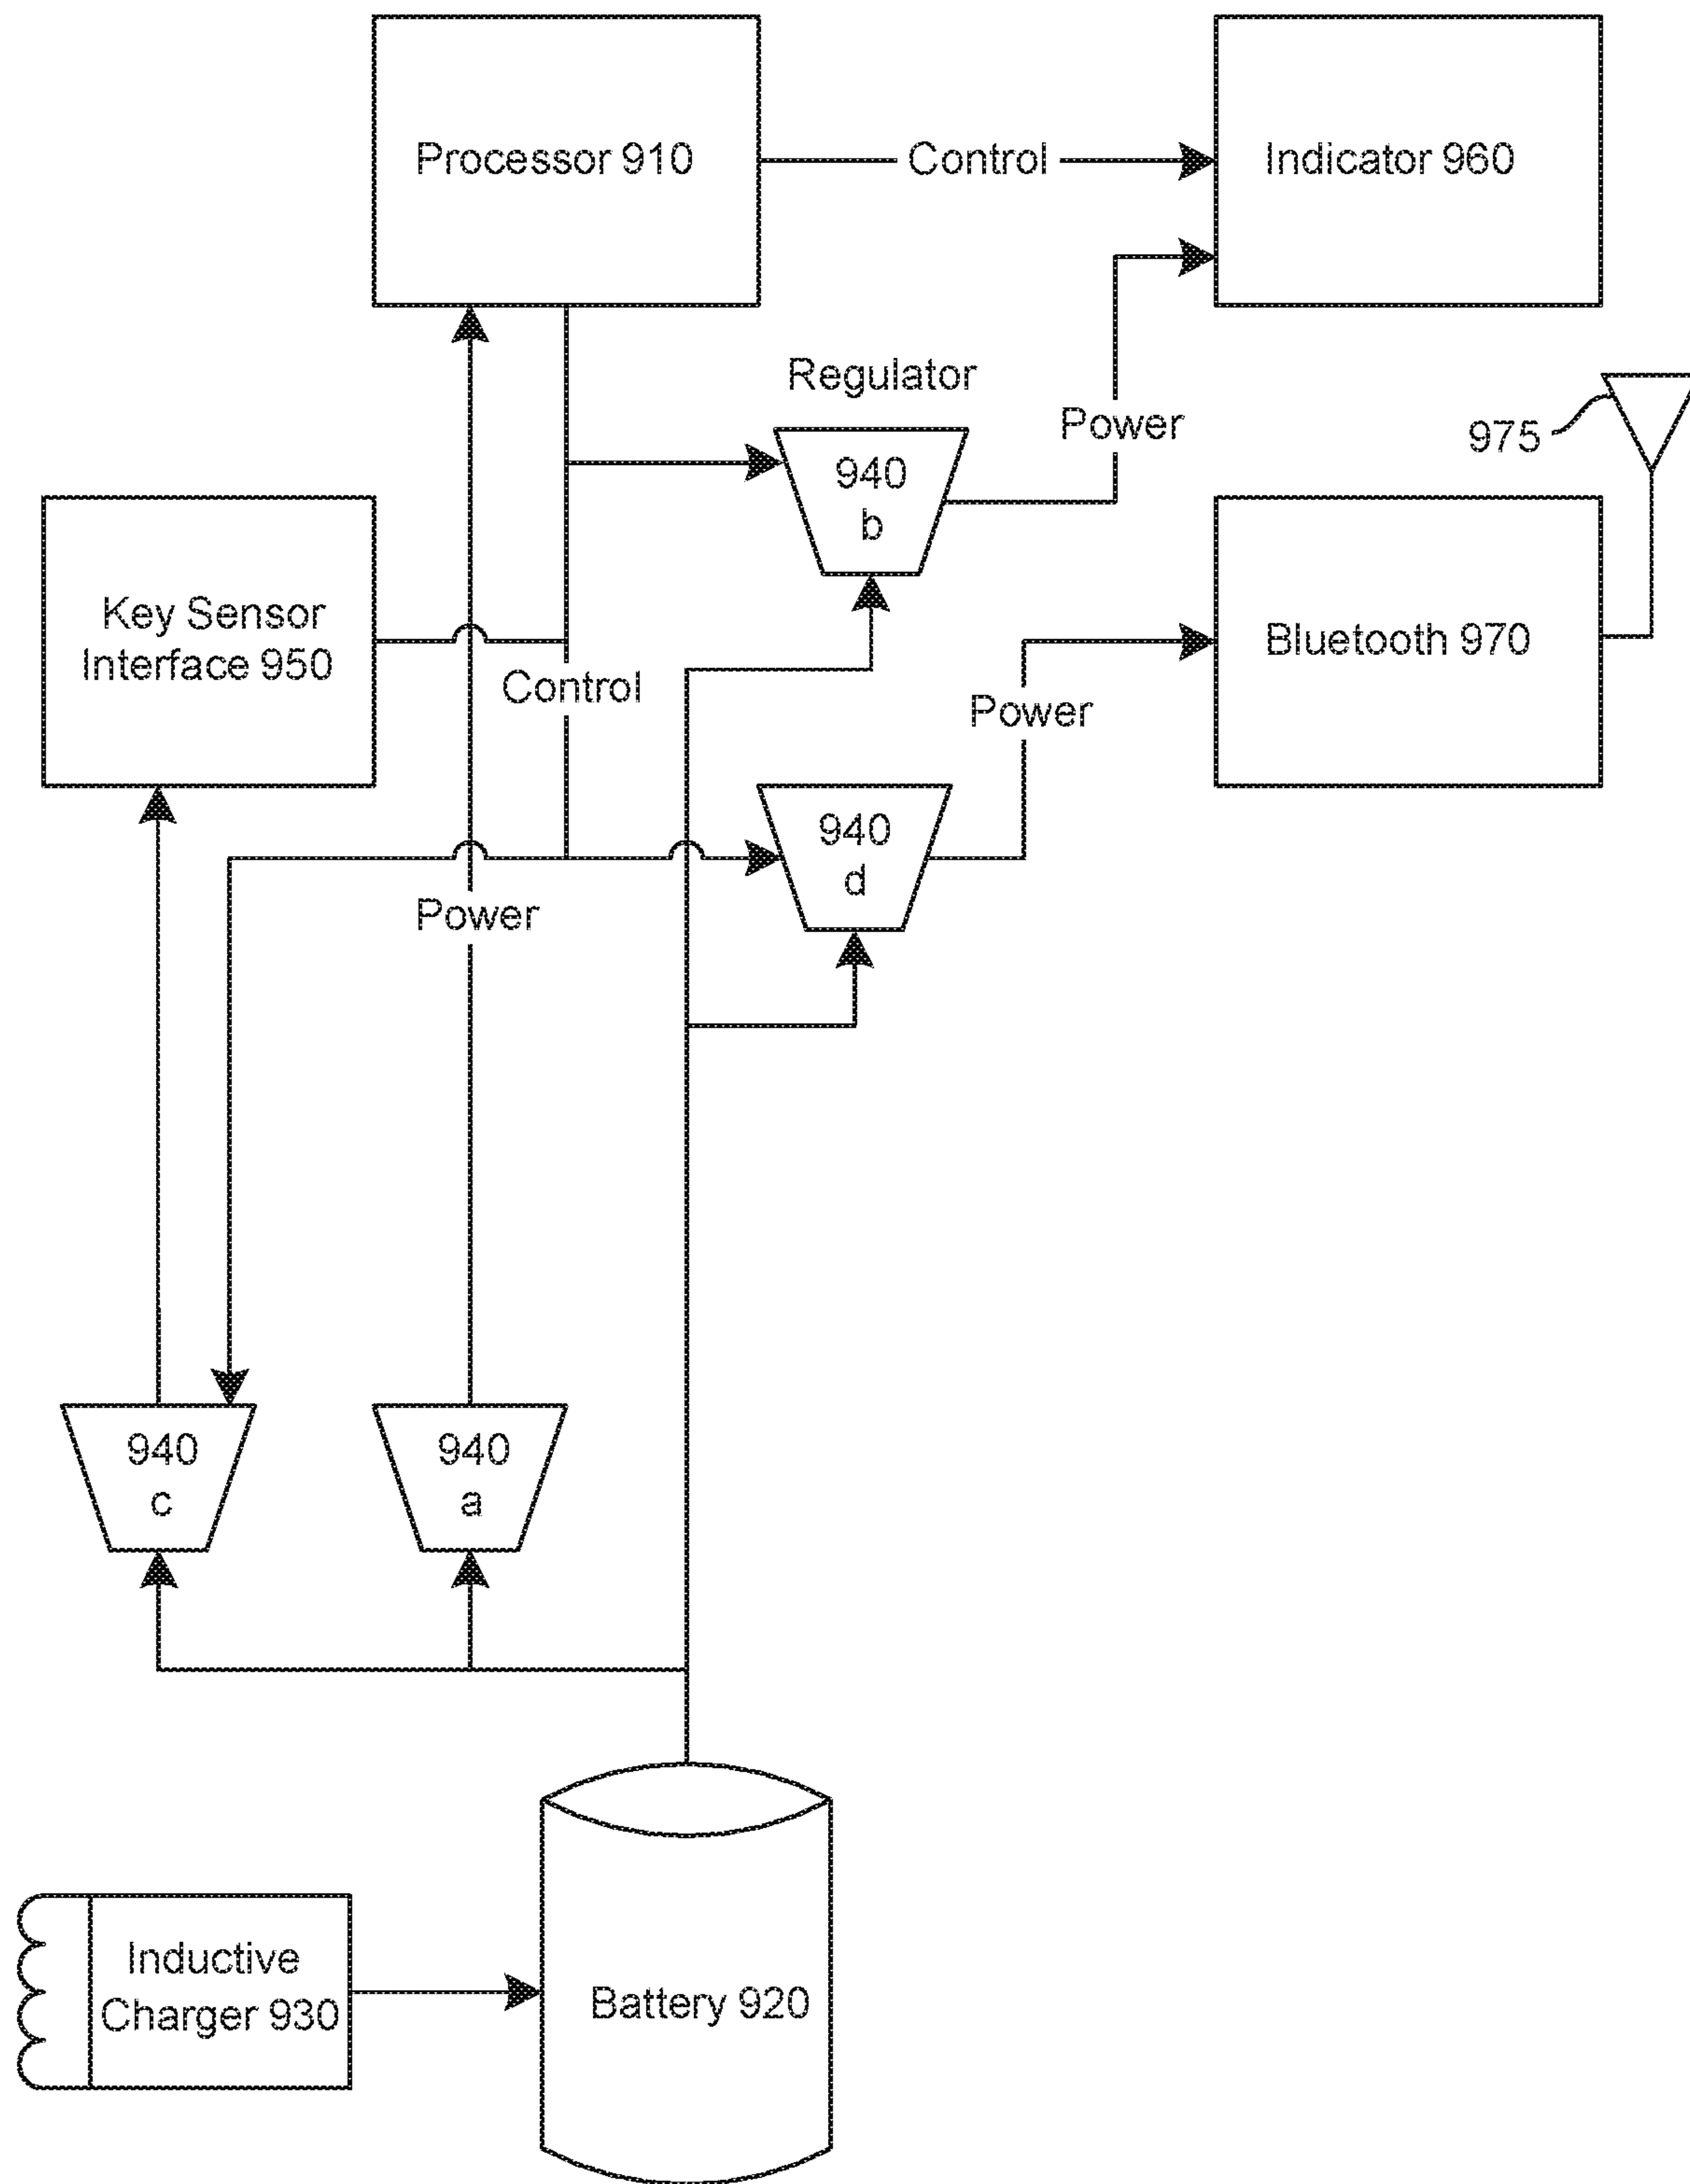 Processor 910
Control
Indicator 960
Regulator
975
Power
940
b
Key Sensor
Interface 950
Bluetooth 970
Control
Power
940
d
Power
940
c
940
a
Inductive
Charger 930
Battery 920